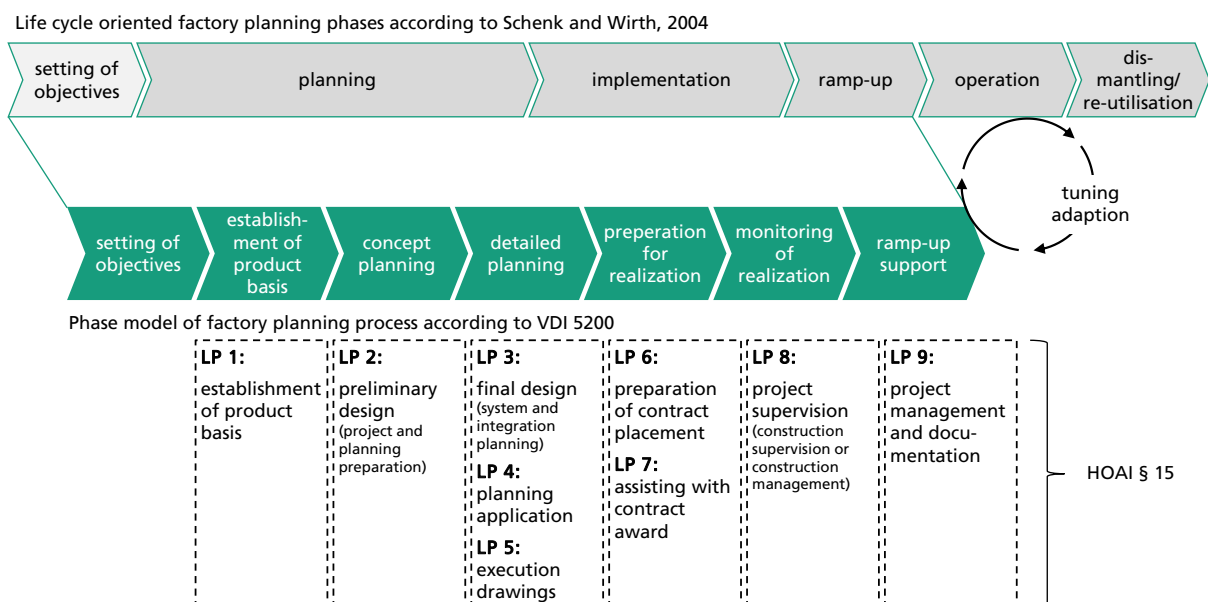 Life cycle oriented factory planning phases according to Schenk and Wirth, 2004
setting of
objectives
planning
implementation
ramp-up
operation
dis-
mantling/
re-utilisation
tuning
adaption
setting of
objectives
establish-
ment of
product
basis
concept
planning
detailed
planning
preperation
for
realization
monitoring
of
realization
ramp-up
support
Phase model of factory planning process according to VDI 5200
LP 1:
establishment
of product
basis
LP 2:
preliminary
design
(project and
planning
preparation)
LP 3:
final design
(system and
integration
planning)
LP 4:
planning
application
LP 5:
execution
drawings
LP 6:
preparation
of contract
placement
LP 7:
assisting with
contract
award
LP 8:
project
supervision
(construction
supervision or
construction
management)
LP 9:
project
management
and docu-
mentation
HOAI § 15